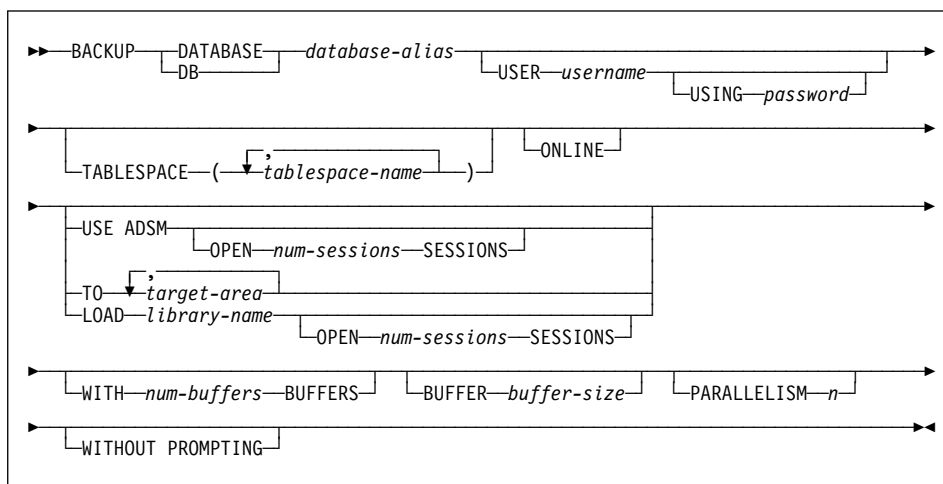 BACKUP DATABASE database-alias
DB USER username
USING password
TABLESPACE ( , tablespace-name ) ONLINE
USE ADSM
OPEN num-sessions SESSIONS
,
TO target-area
LOAD library-name
OPEN num-sessions SESSIONS
WITH num-buffers BUFFERS BUFFER buffer-size PARALLELISM n
WITHOUT PROMPTING